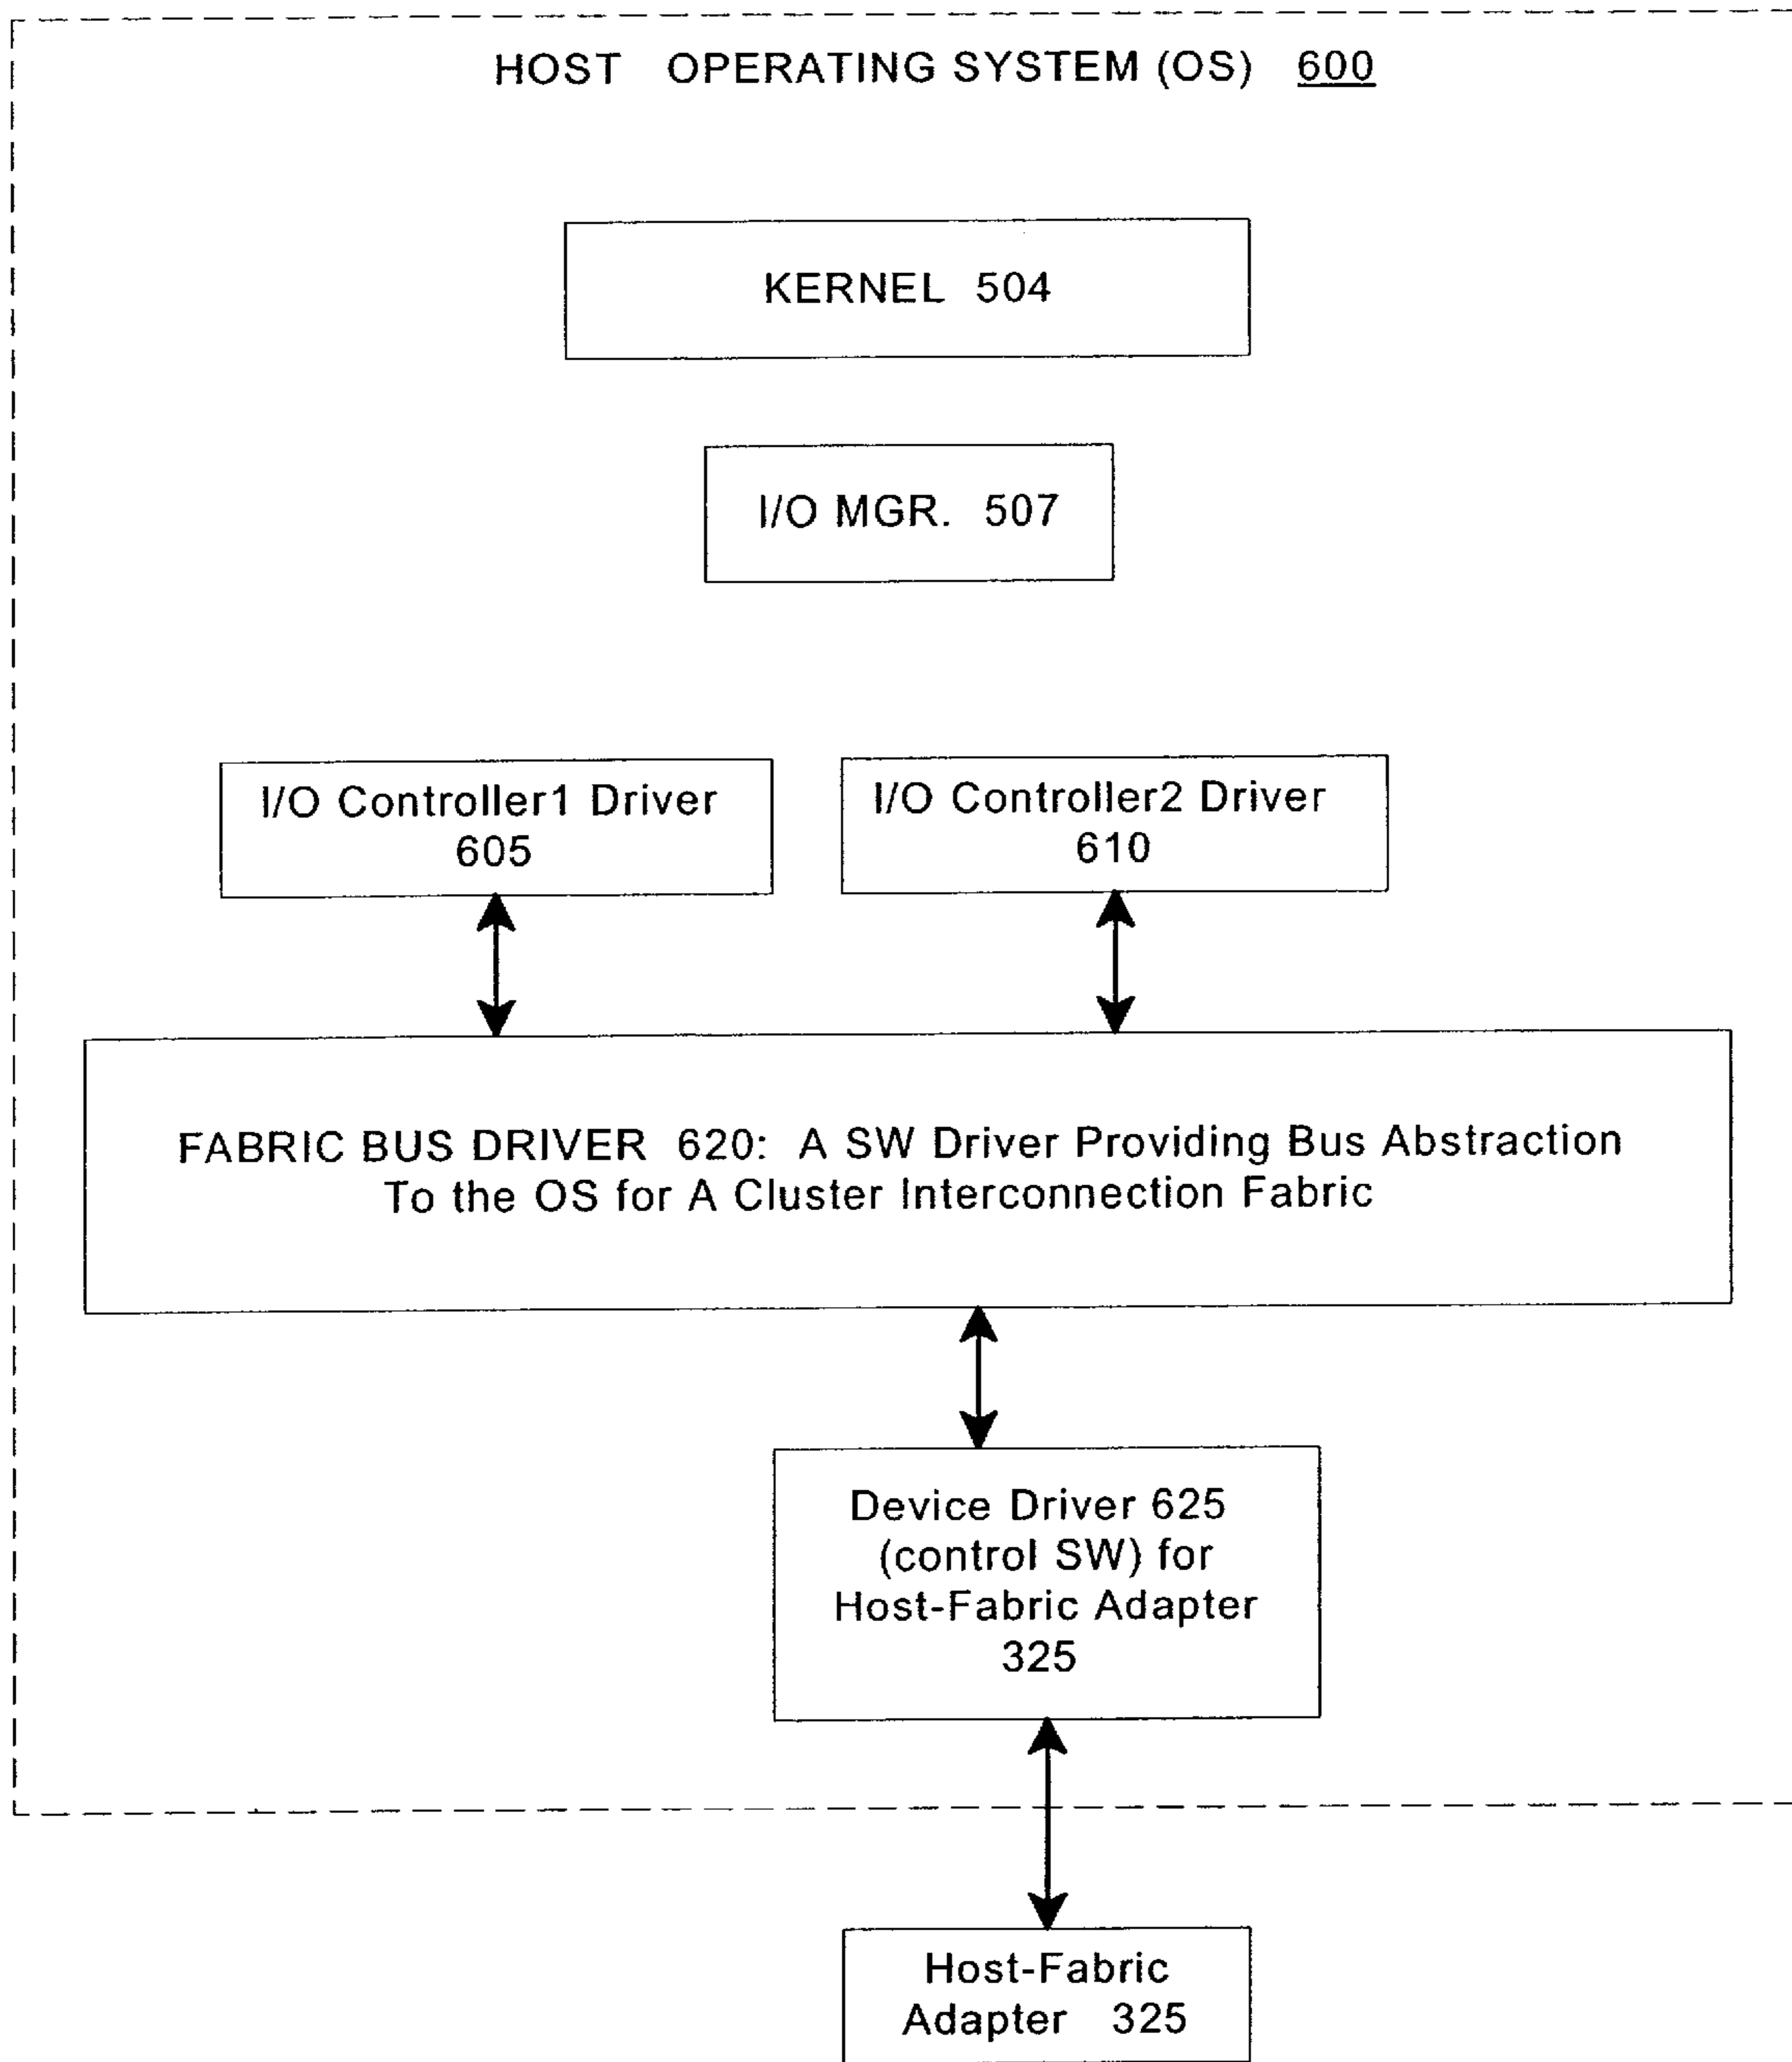 HOST OPERATING SYSTEM (OS) 600
KERNEL 504
I/O MGR. 507
I/O Controller1 Driver
605
I/O Controller2 Driver
610
FABRIC BUS DRIVER 620: A SW Driver Providing Bus Abstraction
To the OS for A Cluster Interconnection Fabric
Device Driver 625
(control SW) for
Host-Fabric Adapter
325
Host-Fabric
Adapter 325